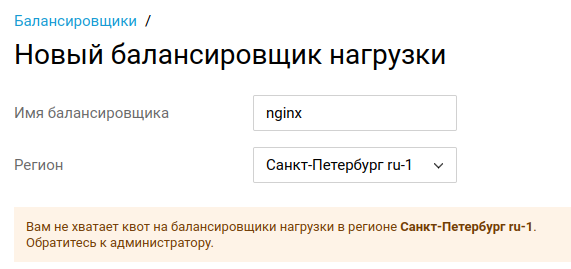 Балансировщики /
Новый балансировщик нагрузки
Имя балансировщика nginx
Регион Санкт-Петербург ru-1
Вам не хватает квот на балансировщики нагрузки в регионе Санкт-Петербург ru-1.
Обратитесь к администратору.